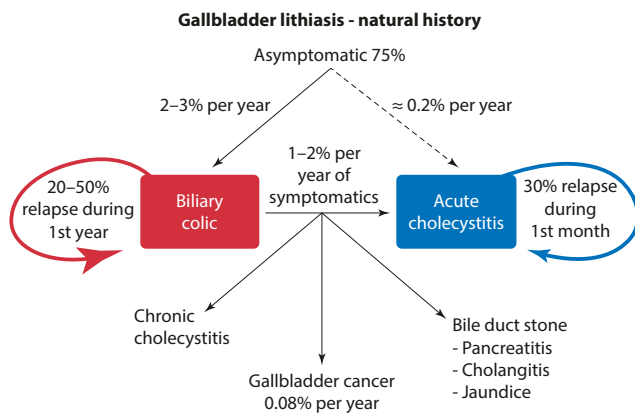 Gallbladder lithiasis - natural history
Asymptomatic 75%
2–3% per year
≈ 0.2% per year
1–2% per
year of
symptomatics
20–50%
relapse during
1st year
Biliary
colic
Acute
cholecystitis
30% relapse
during
1st month
Chronic
cholecystitis
Gallbladder cancer
0.08% per year
Bile duct stone
- Pancreatitis
- Cholangitis
- Jaundice